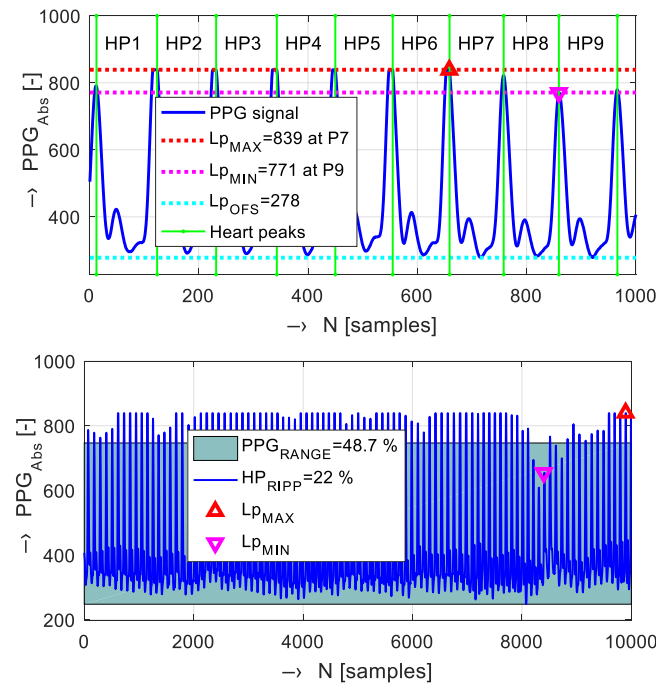 1000
HP1 HP2 HP3 HP4 HP5 HP6 HP7 HP8 HP9
800
600
400
–> PPG_Abs [-]
PPG signal
Lp_MAX=839 at P7
Lp_MIN=771 at P9
Lp_OFS=278
Heart peaks
0 200 400 600 800 1000
–> N [samples]
1000
800
600
400
200
–> PPG_Abs [-]
PPG_RANGE=48.7 %
HP_RIPP=22 %
Lp_MAX
Lp_MIN
0 2000 4000 6000 8000 10000
–> N [samples]